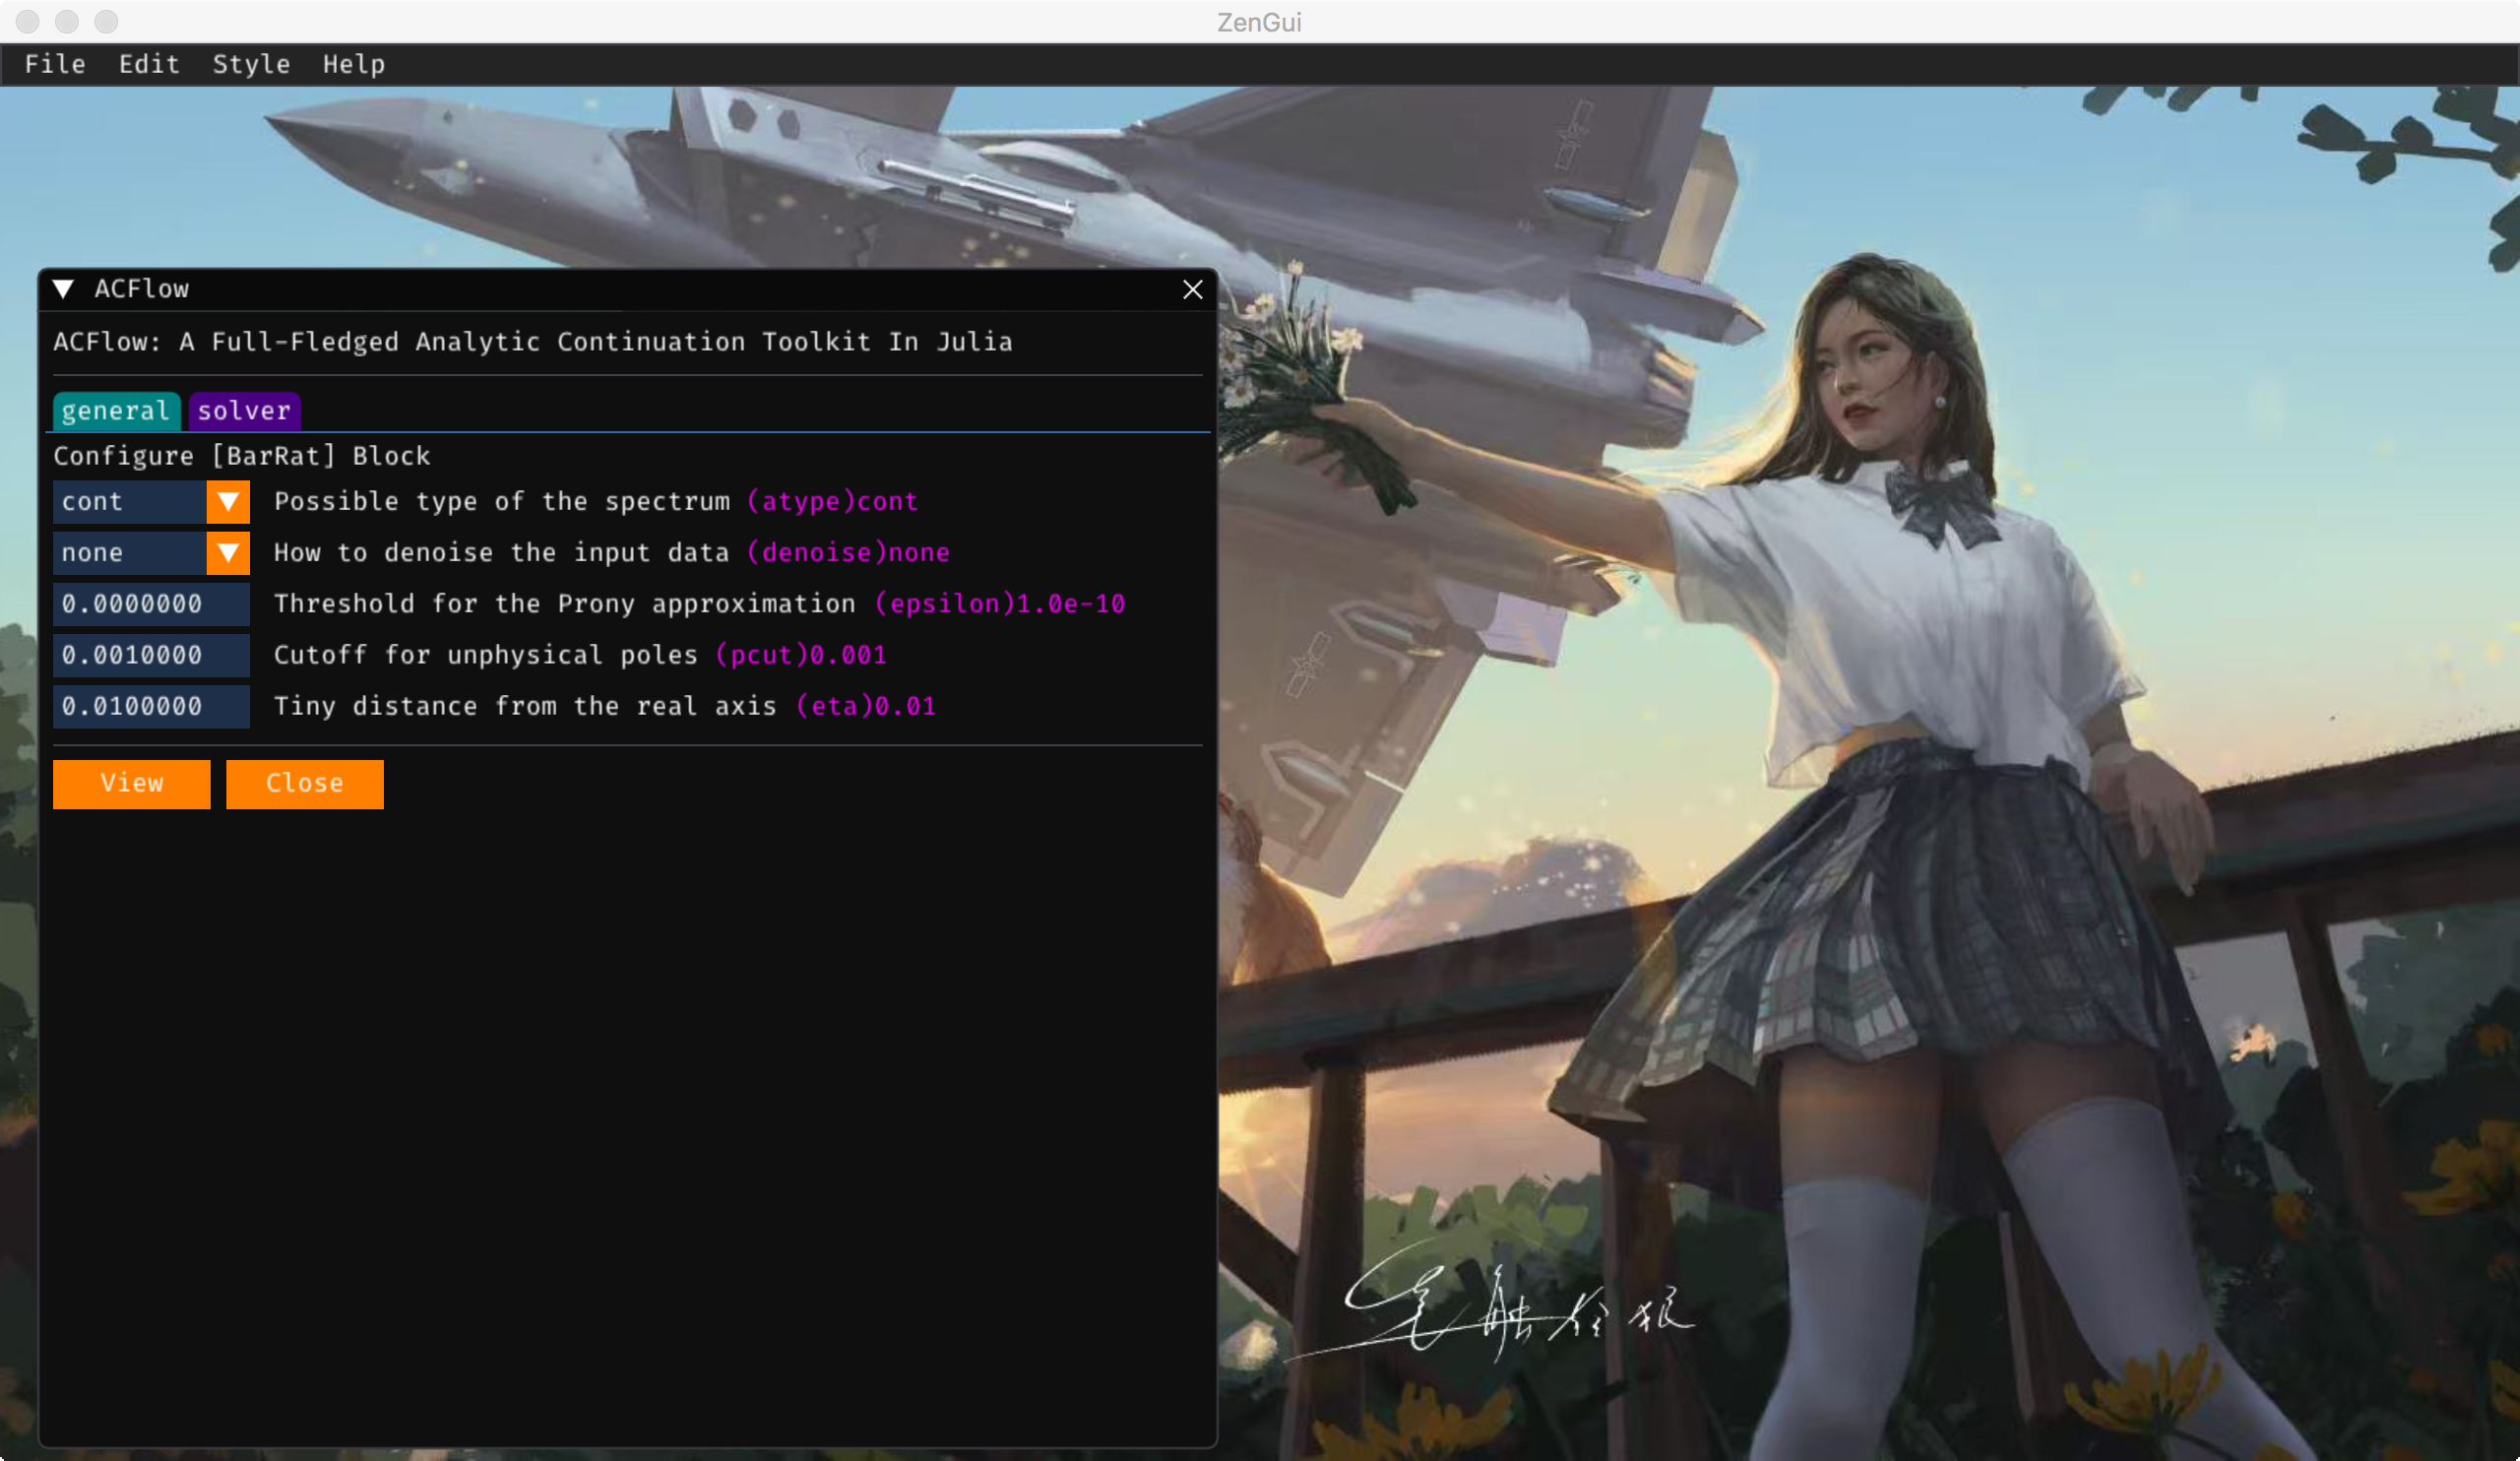 ZenGui
File Edit Style Help
ACFlow
ACFlow: A Full-Fledged Analytic Continuation Toolkit In Julia
general solver
Configure [BarRat] Block
cont Possible type of the spectrum (atype)cont
none How to denoise the input data (denoise)none
0.0000000 Threshold for the Prony approximation (epsilon)1.0e-10
0.0010000 Cutoff for unphysical poles (pcut)0.001
0.0100000 Tiny distance from the real axis (eta)0.01
View Close